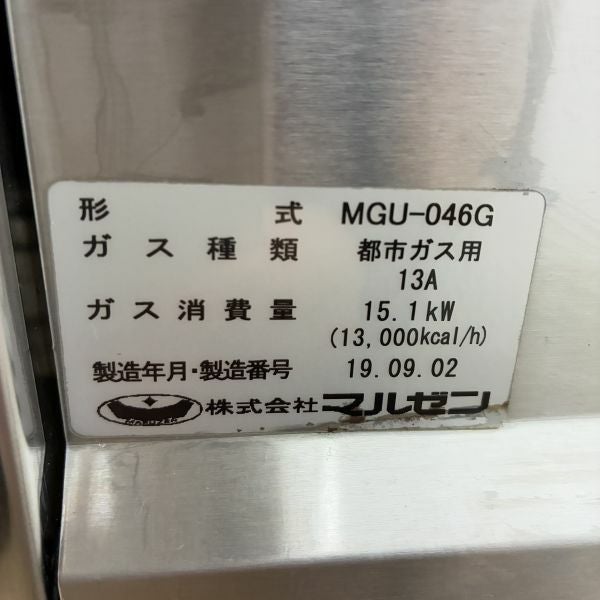 形 式 MGU-046G
ガス種類 都市ガス用
13A
ガス消費量 15.1kW
(13,000kcal/h)
製造年月・製造番号 19.09.02
MARUZEN 株式会社マルゼン